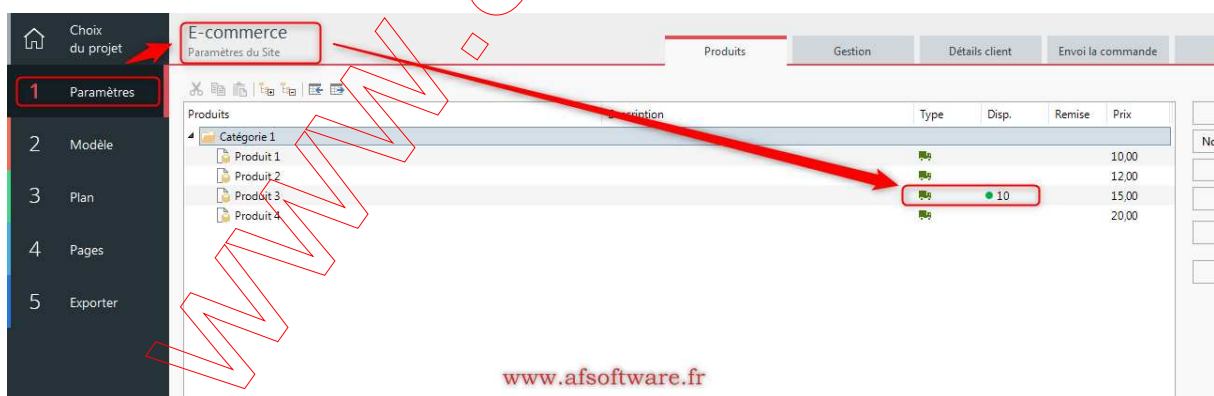 Choix
du projet
E-commerce
Paramètres du Site
Produits
Gestion
Détails client
Envoi la commande
1 Paramètres
2 Modèle
3 Plan
4 Pages
5 Exporter
Produits Description Type Disp. Remise Prix
Catégorie 1
Produit 1 10,00
Produit 2 12,00
Produit 3 10 15,00
Produit 4 20,00
www.afsoftware.fr
www.